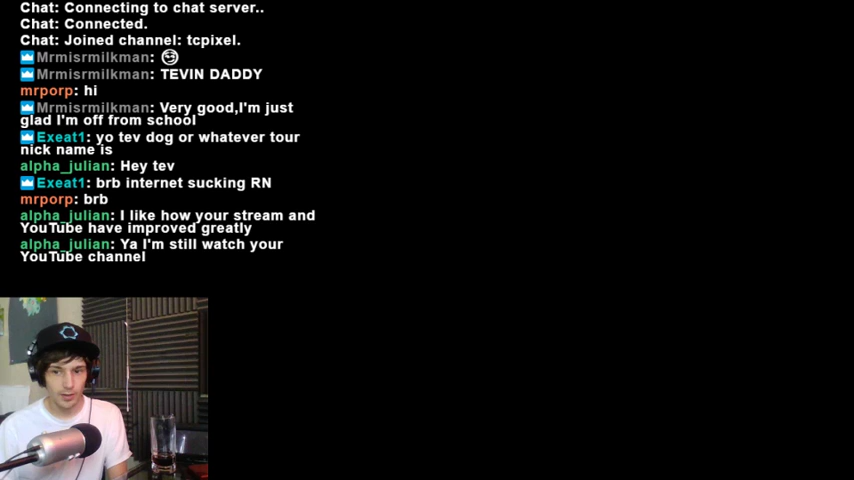 Chat: Connecting to chat server..
Chat: Connected.
Chat: Joined channel: tcpixel.
Mrmisrmilkman:
Mrmisrmilkman: TEVIN DADDY
mrporp: hi
Mrmisrmilkman: Very good,I'm just
glad I'm off from school
Exeat1: yo tev dog or whatever tour
nick name is
alpha_julian: Hey tev
Exeat1: brb internet sucking RN
mrporp: brb
alpha_julian: I like how your stream and
YouTube have improved greatly
alpha_julian: Ya I'm still watch your
YouTube channel